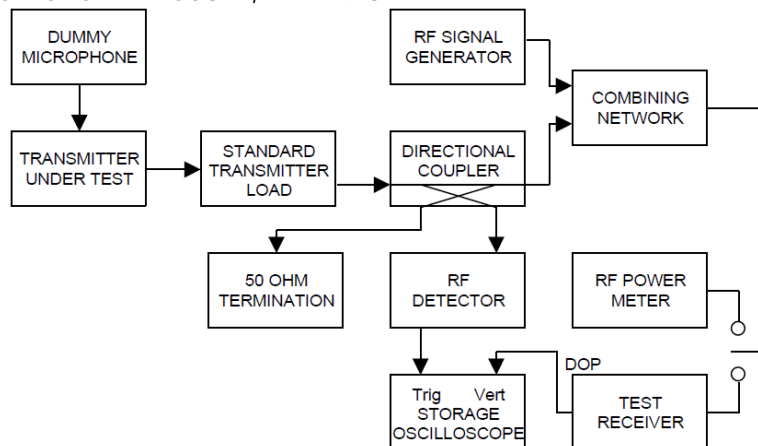 DUMMY
MICROPHONE
RF SIGNAL
GENERATOR
COMBINING
NETWORK
TRANSMITTER
UNDER TEST
STANDARD
TRANSMITTER
LOAD
DIRECTIONAL
COUPLER
50 OHM
TERMINATION
RF
DETECTOR
RF POWER
METER
DOP
Trig Vert
STORAGE
OSCILLOSCOPE
TEST
RECEIVER